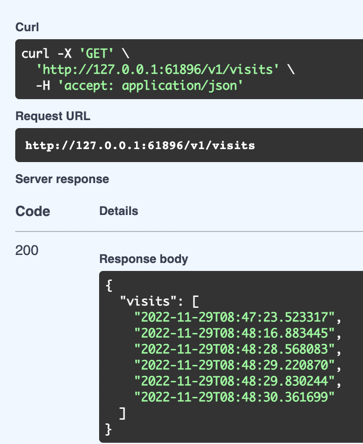 Curl
curl -X 'GET' \
'http://127.0.0.1:61896/v1/visits' \
-H 'accept: application/json'
Request URL
http://127.0.0.1:61896/v1/visits
Server response
Code Details
200
Response body
{
"visits": [
"2022-11-29T08:47:23.523317",
"2022-11-29T08:48:16.883445",
"2022-11-29T08:48:28.568083",
"2022-11-29T08:48:29.220870",
"2022-11-29T08:48:29.830244",
"2022-11-29T08:48:30.361699"
]
}